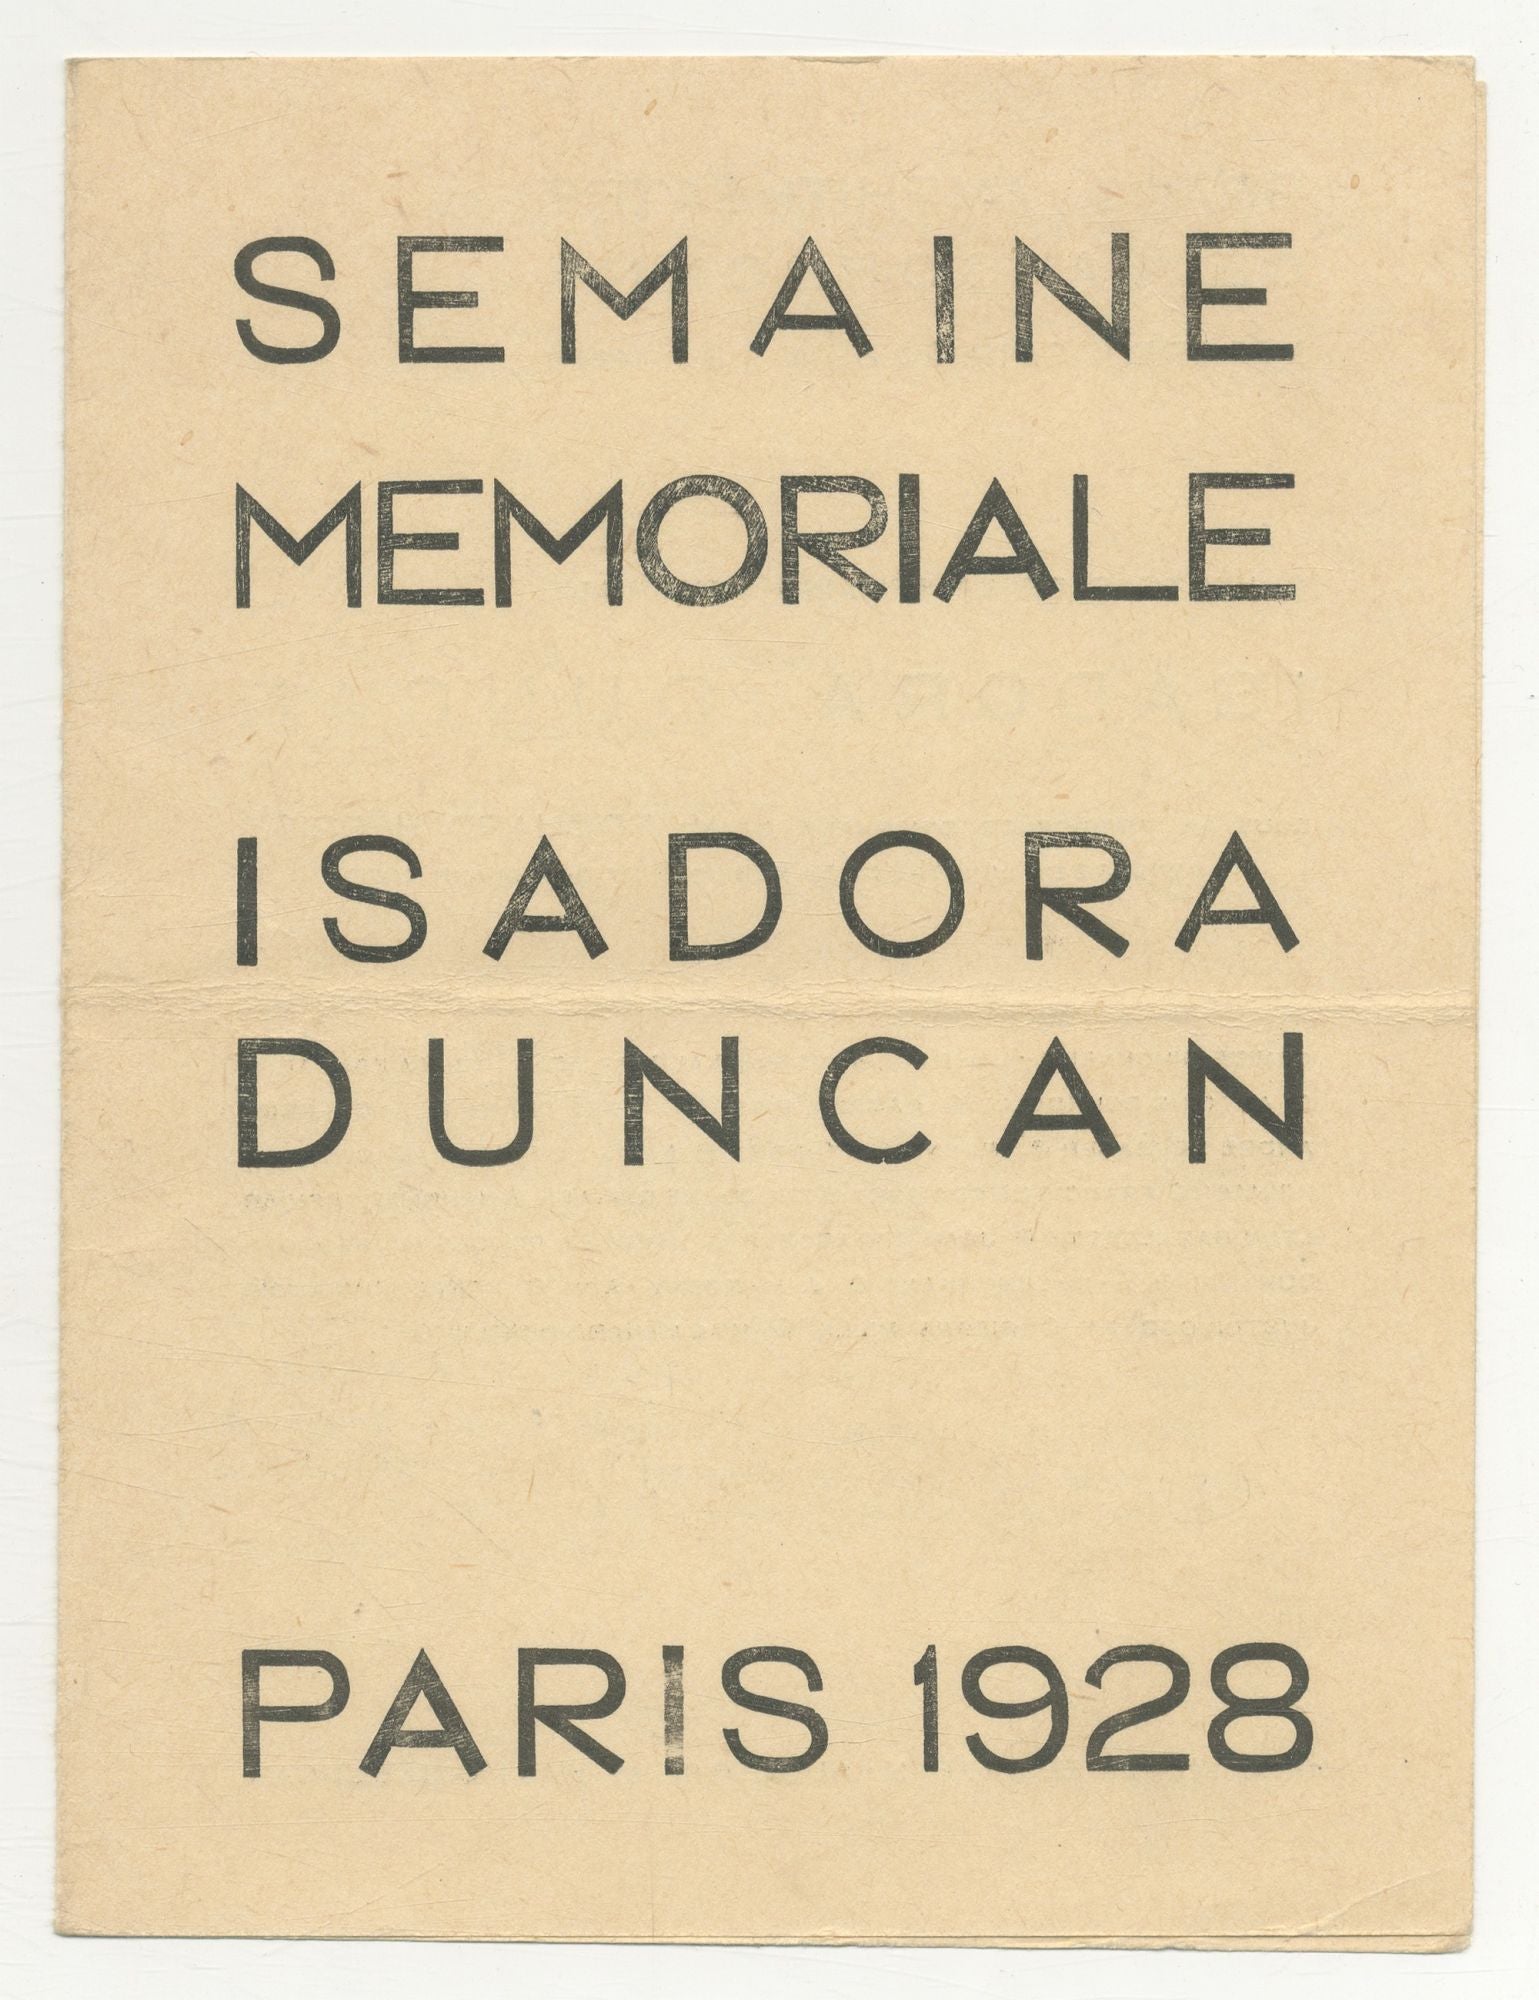 SEMAINE
MEMORIALE
ISADORA
DUNCAN
PARIS 1928